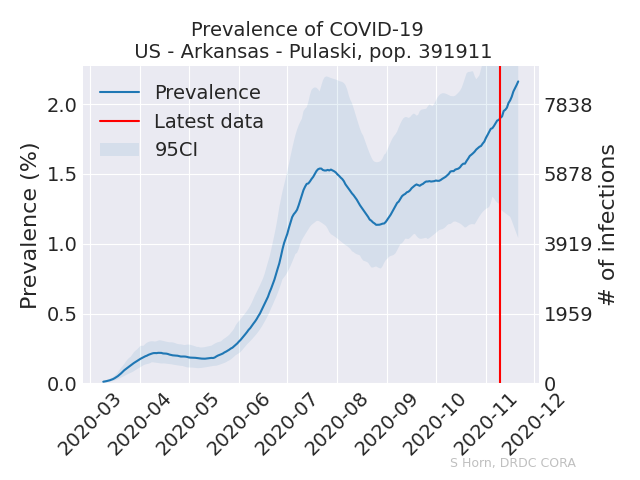 Prevalence of COVID-19
US - Arkansas - Pulaski, pop. 391911
Prevalence
Latest data
95CI
Prevalence (%)
2.0
1.5
1.0
0.5
0.0
7838
5878
3919
1959
0
# of infections
2020-03
2020-04
2020-05
2020-06
2020-07
2020-08
2020-09
2020-10
2020-11
2020-12
S Horn, DRDC CORA